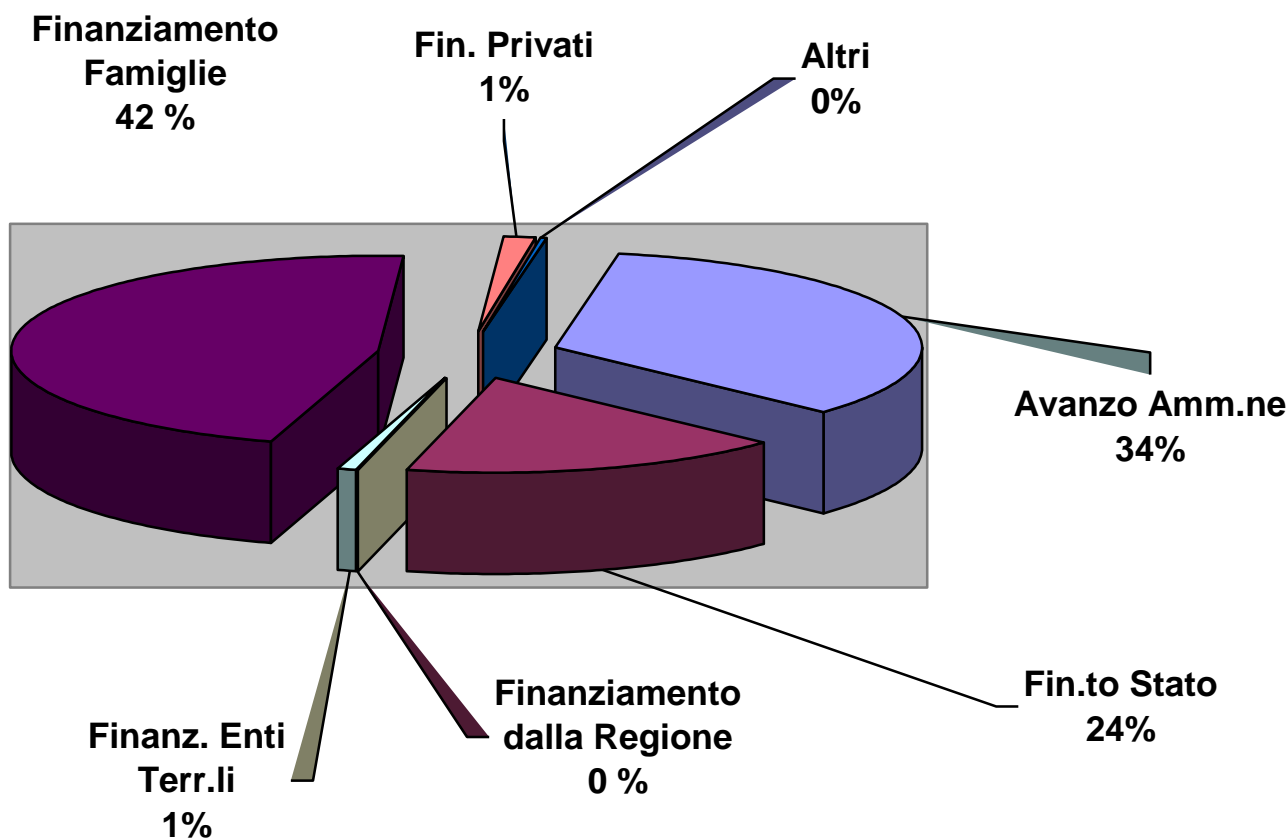 Finanziamento
Famiglie
42 %
Fin. Privati
1%
Altri
0%
Avanzo Amm.ne
34%
Fin.to Stato
24%
Finanziamento
dalla Regione
0 %
Finanz. Enti
Terr.li
1%